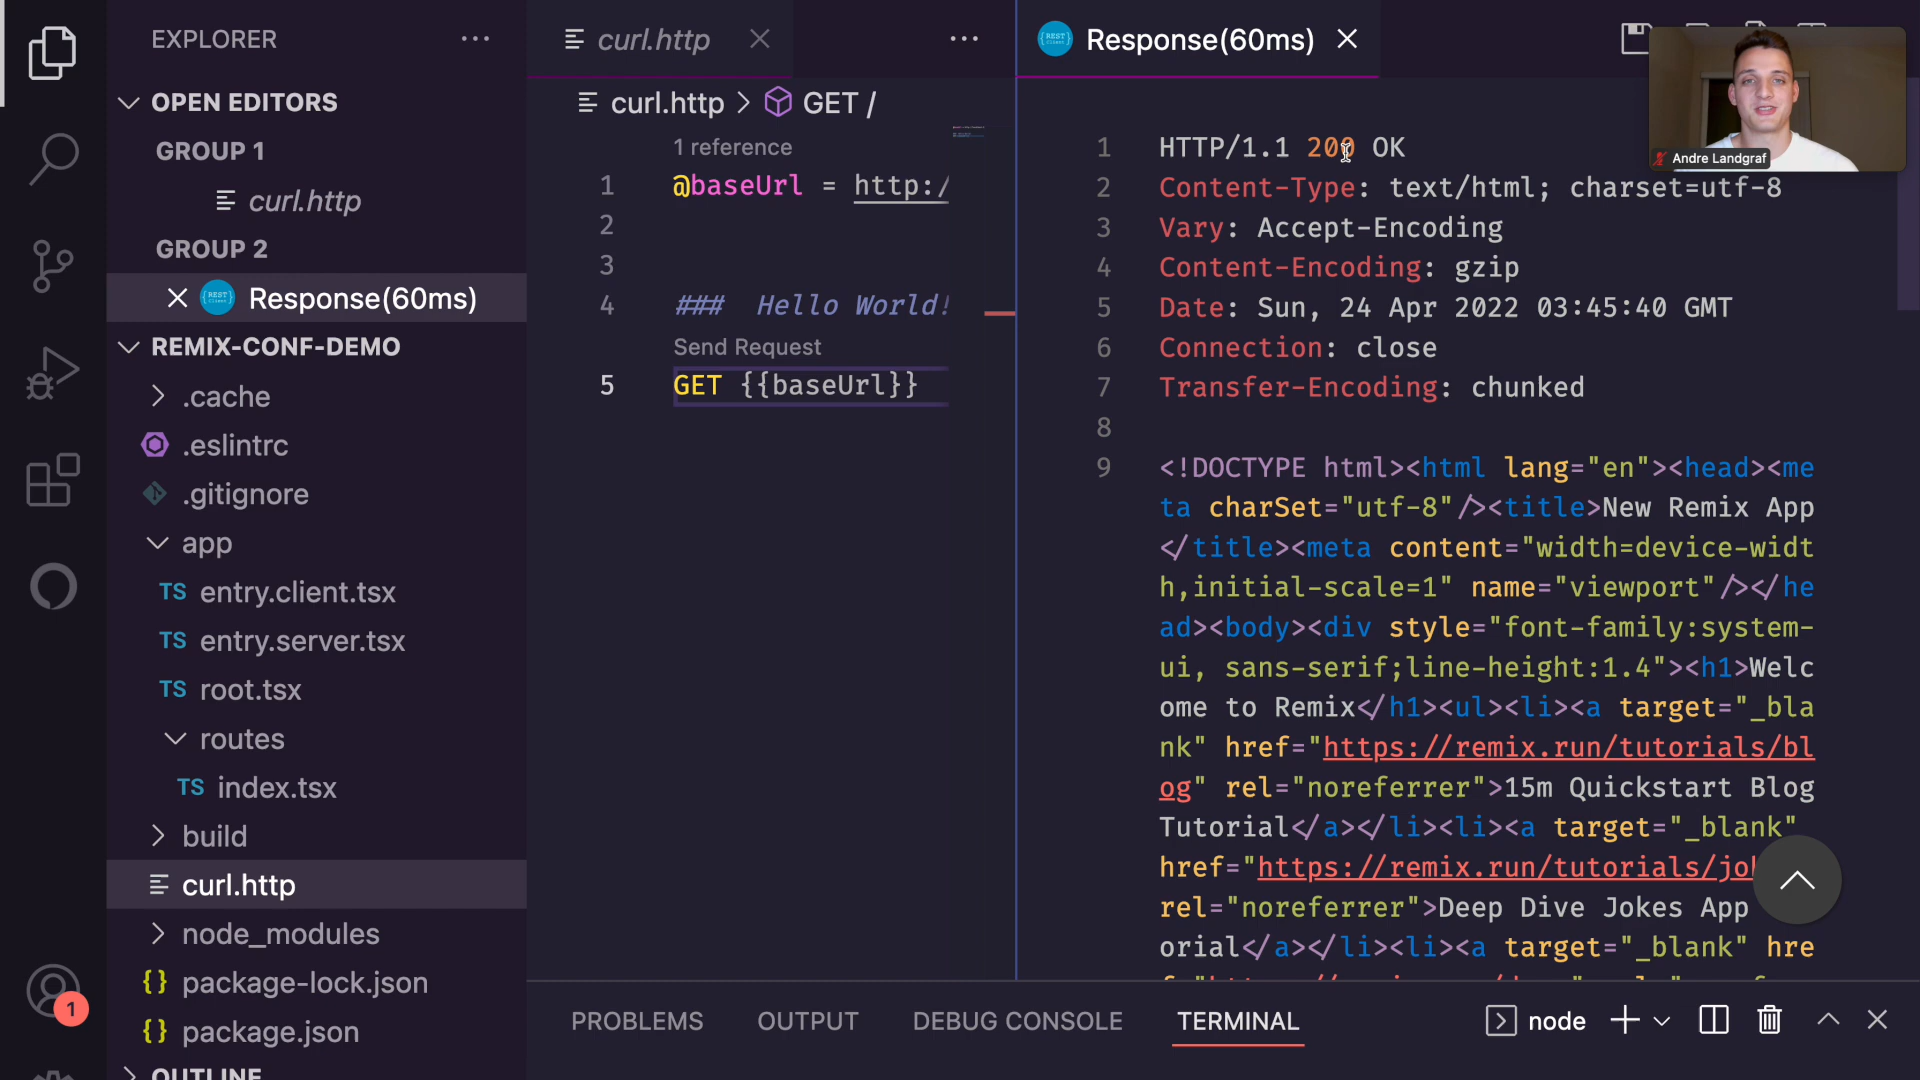 EXPLORER
OPEN EDITORS
GROUP 1
curl.http
GROUP 2
REST
Response(60ms)
REMIX-CONF-DEMO
.cache
.eslintrc
.gitignore
app
TS entry.client.tsx
TS entry.server.tsx
TS root.tsx
routes
TS index.tsx
build
curl.http
node_modules
{} package-lock.json
{} package.json
OUTLINE
1
curl.http
curl.http > GET /
1 reference
1 @baseUrl = http:/
2
3
4 ### Hello World!
Send Request
5 GET {{baseUrl}}
REST
Response(60ms)
Andre Landgraf
1 HTTP/1.1 200 OK
2 Content-Type: text/html; charset=utf-8
3 Vary: Accept-Encoding
4 Content-Encoding: gzip
5 Date: Sun, 24 Apr 2022 03:45:40 GMT
6 Connection: close
7 Transfer-Encoding: chunked
8
9 <!DOCTYPE html><html lang="en"><head><me
ta charSet="utf-8"/><title>New Remix App
</title><meta content="width=device-widt
h,initial-scale=1" name="viewport"/></he
ad><body><div style="font-family:system-
ui, sans-serif;line-height:1.4"><h1>Welc
ome to Remix</h1><ul><li><a target="_bla
nk" href="https://remix.run/tutorials/bl
og" rel="noreferrer">15m Quickstart Blog
Tutorial</a></li><li><a target="_blank"
href="https://remix.run/tutorials/jo
rel="noreferrer">Deep Dive Jokes App
orial</a></li><li><a target="_blank" hre
PROBLEMS OUTPUT DEBUG CONSOLE TERMINAL node